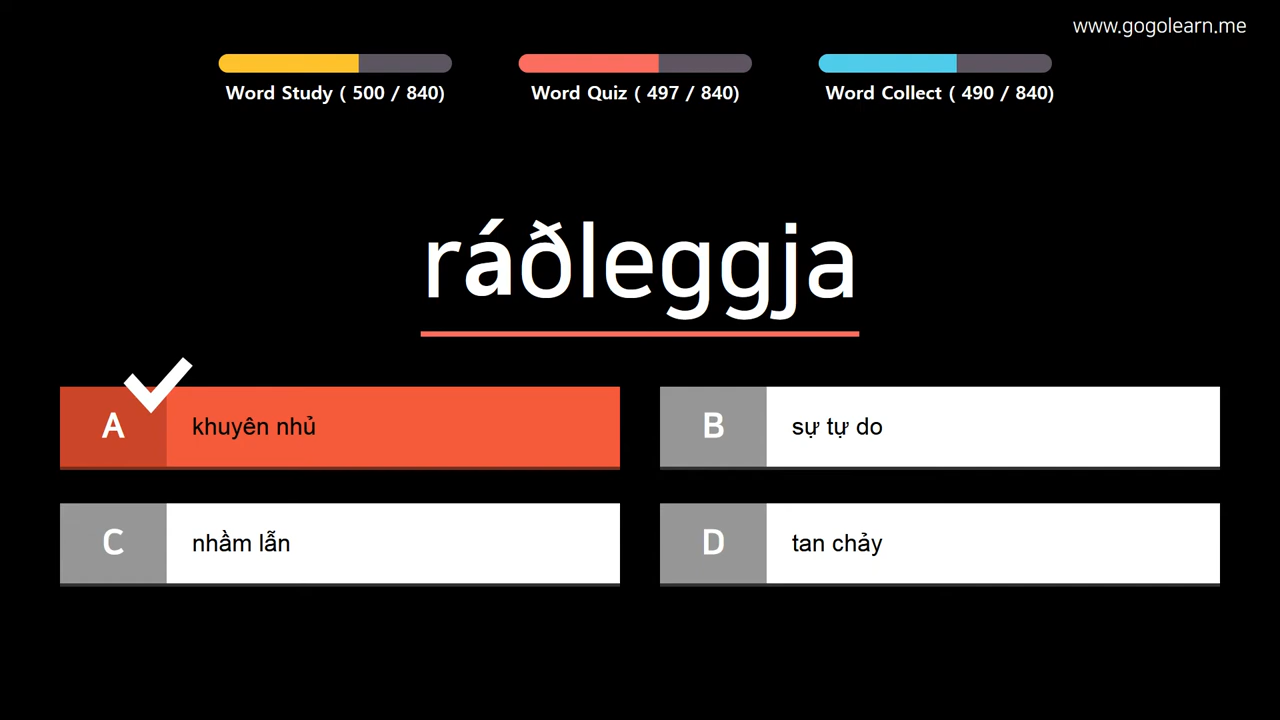 www.gogolearn.me
Word Study ( 500 / 840)
Word Quiz ( 497 / 840)
Word Collect ( 490 / 840)
ráðleggja
A khuyên nhủ
B sự tự do
C nhầm lẫn
D tan chảy